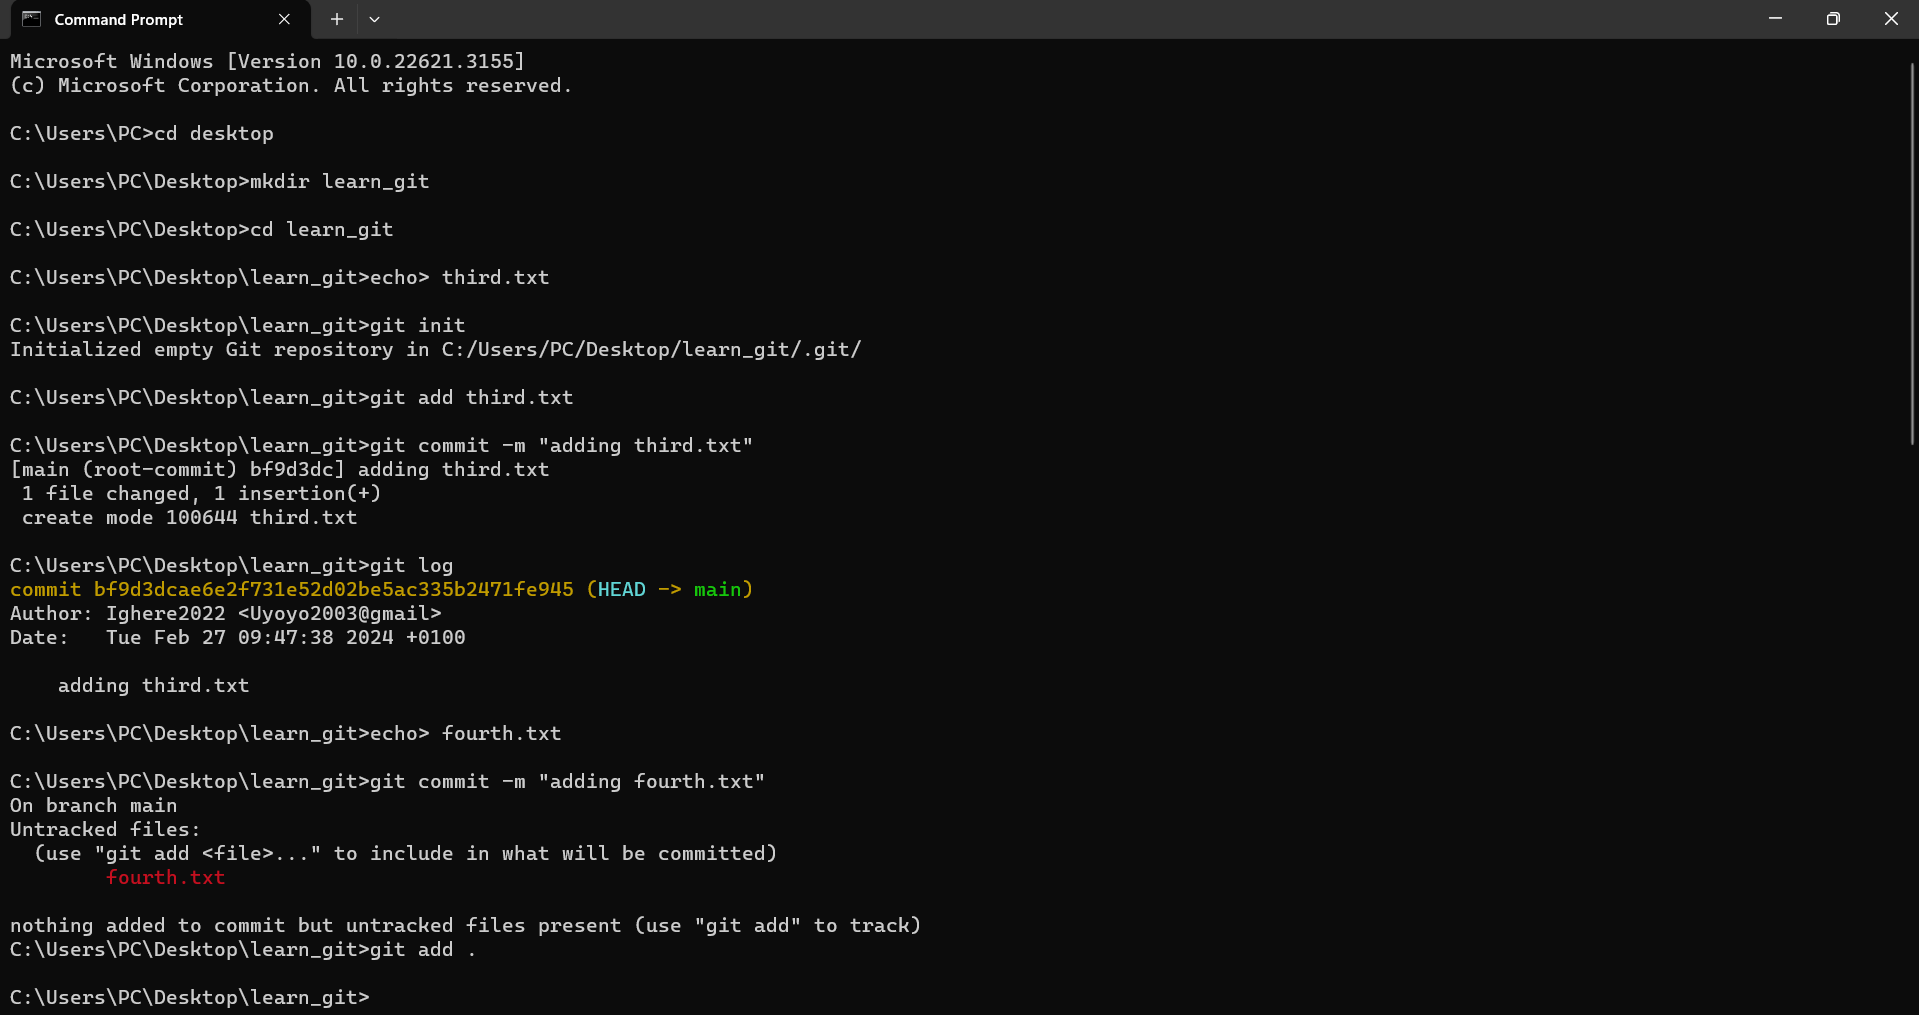 Command Prompt
Microsoft Windows [Version 10.0.22621.3155]
(c) Microsoft Corporation. All rights reserved.
C:\Users\PC>cd desktop
C:\Users\PC\Desktop>mkdir learn_git
C:\Users\PC\Desktop>cd learn_git
C:\Users\PC\Desktop\learn_git>echo> third.txt
C:\Users\PC\Desktop\learn_git>git init
Initialized empty Git repository in C:/Users/PC/Desktop/learn_git/.git/
C:\Users\PC\Desktop\learn_git>git add third.txt
C:\Users\PC\Desktop\learn_git>git commit -m "adding third.txt"
[main (root-commit) bf9d3dc] adding third.txt
 1 file changed, 1 insertion(+)
 create mode 100644 third.txt
C:\Users\PC\Desktop\learn_git>git log
commit bf9d3dcae6e2f731e52d02be5ac335b2471fe945 (HEAD -> main)
Author: Ighere2022 <Uyoyo2003@gmail>
Date:   Tue Feb 27 09:47:38 2024 +0100
    adding third.txt
C:\Users\PC\Desktop\learn_git>echo> fourth.txt
C:\Users\PC\Desktop\learn_git>git commit -m "adding fourth.txt"
On branch main
Untracked files:
  (use "git add <file>..." to include in what will be committed)
        fourth.txt
nothing added to commit but untracked files present (use "git add" to track)
C:\Users\PC\Desktop\learn_git>git add .
C:\Users\PC\Desktop\learn_git>